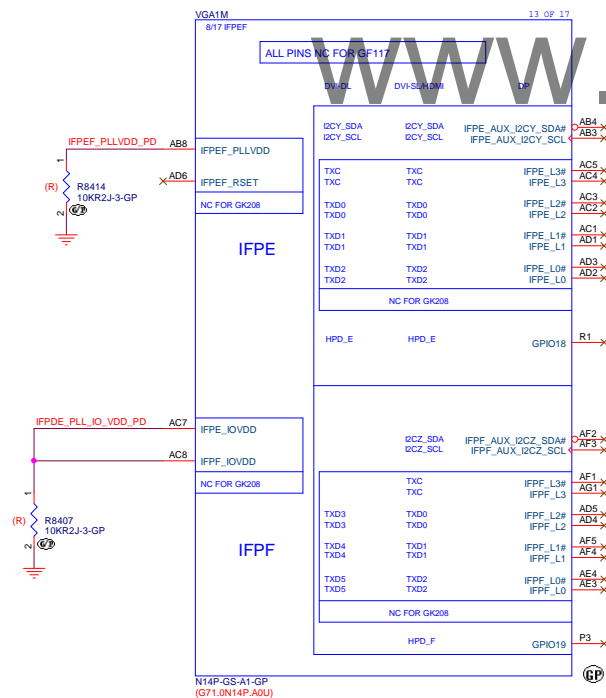 VGA1M 13 OF 17
8/17 IFPEF
ALL PINS NC FOR GF117
WWW.
DVI-DL DVI-SL/HDMI DP
I2CY_SDA I2CY_SDA IFPE_AUX_I2CY_SDA# AB4
I2CY_SCL I2CY_SCL IFPE_AUX_I2CY_SCL AB3
IFPEF_PLLVDD_PD AB8 IFPEF_PLLVDD
1
(R) R8414
10KR2J-3-GP
2 GP
AD6 IFPEF_RSET
NC FOR GK208
TXC TXC IFPE_L3# AC5
TXC TXC IFPE_L3 AC4
TXD0 TXD0 IFPE_L2# AC3
TXD0 TXD0 IFPE_L2 AC2
IFPE
TXD1 TXD1 IFPE_L1# AC1
TXD1 TXD1 IFPE_L1 AD1
TXD2 TXD2 IFPE_L0# AD3
TXD2 TXD2 IFPE_L0 AD2
NC FOR GK208
HPD_E HPD_E GPIO18 R1
IFPDE_PLL_IO_VDD_PD AC7 IFPE_IOVDD
AC8 IFPF_IOVDD
NC FOR GK208
1
(R) R8407
10KR2J-3-GP
2 GP
I2CZ_SDA IFPF_AUX_I2CZ_SDA# AF2
I2CZ_SCL IFPF_AUX_I2CZ_SCL AF3
TXC IFPF_L3# AF1
TXC IFPF_L3 AG1
TXD3 TXD0 IFPF_L2# AD5
TXD3 TXD0 IFPF_L2 AD4
IFPF
TXD4 TXD1 IFPF_L1# AF5
TXD4 TXD1 IFPF_L1 AF4
TXD5 TXD2 IFPF_L0# AE4
TXD5 TXD2 IFPF_L0 AE3
NC FOR GK208
HPD_F GPIO19 P3
N14P-GS-A1-GP
(G71.0N14P.A0U)
GP